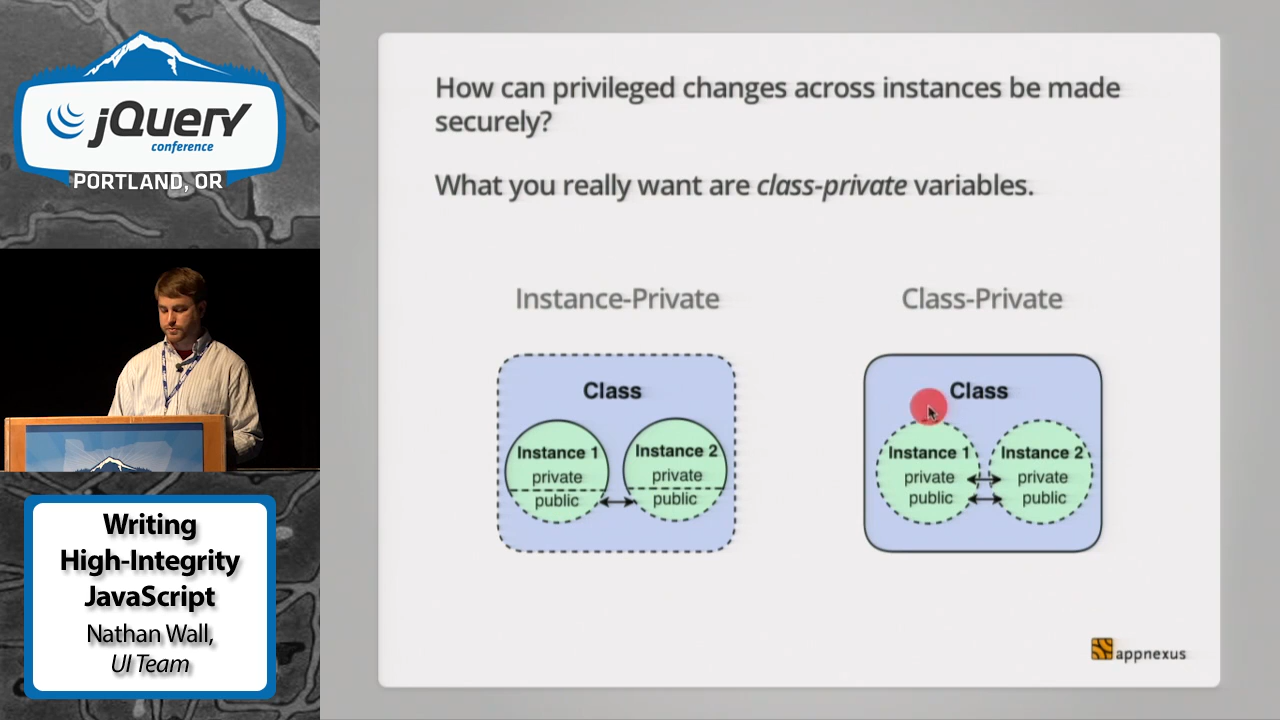 jQuery
conference
PORTLAND, OR
Writing
High-Integrity
JavaScript
Nathan Wall,
UI Team
How can privileged changes across instances be made
securely?
What you really want are class-private variables.
Instance-Private
Class
Instance 1
private
public
Instance 2
private
public
Class-Private
Class
Instance 1
private
public
Instance 2
private
public
appnexus